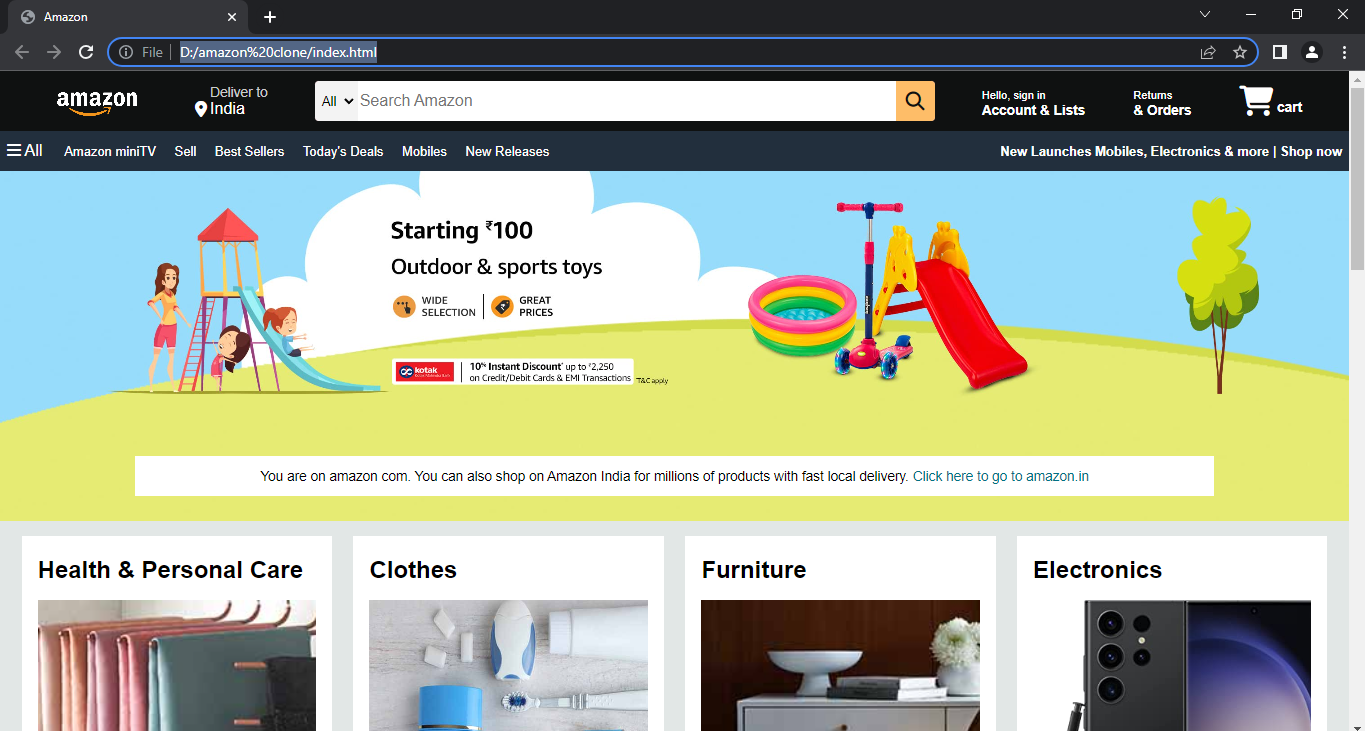 Amazon
File D:/amazon%20clone/index.html
amazon
Deliver to
India
All
Search Amazon
Hello, sign in
Account & Lists
Returns
& Orders
cart
All
Amazon miniTV
Sell
Best Sellers
Today's Deals
Mobiles
New Releases
New Launches Mobiles, Electronics & more | Shop now
Starting ₹100
Outdoor & sports toys
WIDE
SELECTION
GREAT
PRICES
kotak
10% Instant Discount* up to ₹2,250
on Credit/Debit Cards & EMI Transactions
T&C apply
You are on amazon com. You can also shop on Amazon India for millions of products with fast local delivery. Click here to go to amazon.in
Health & Personal Care
Clothes
Furniture
Electronics